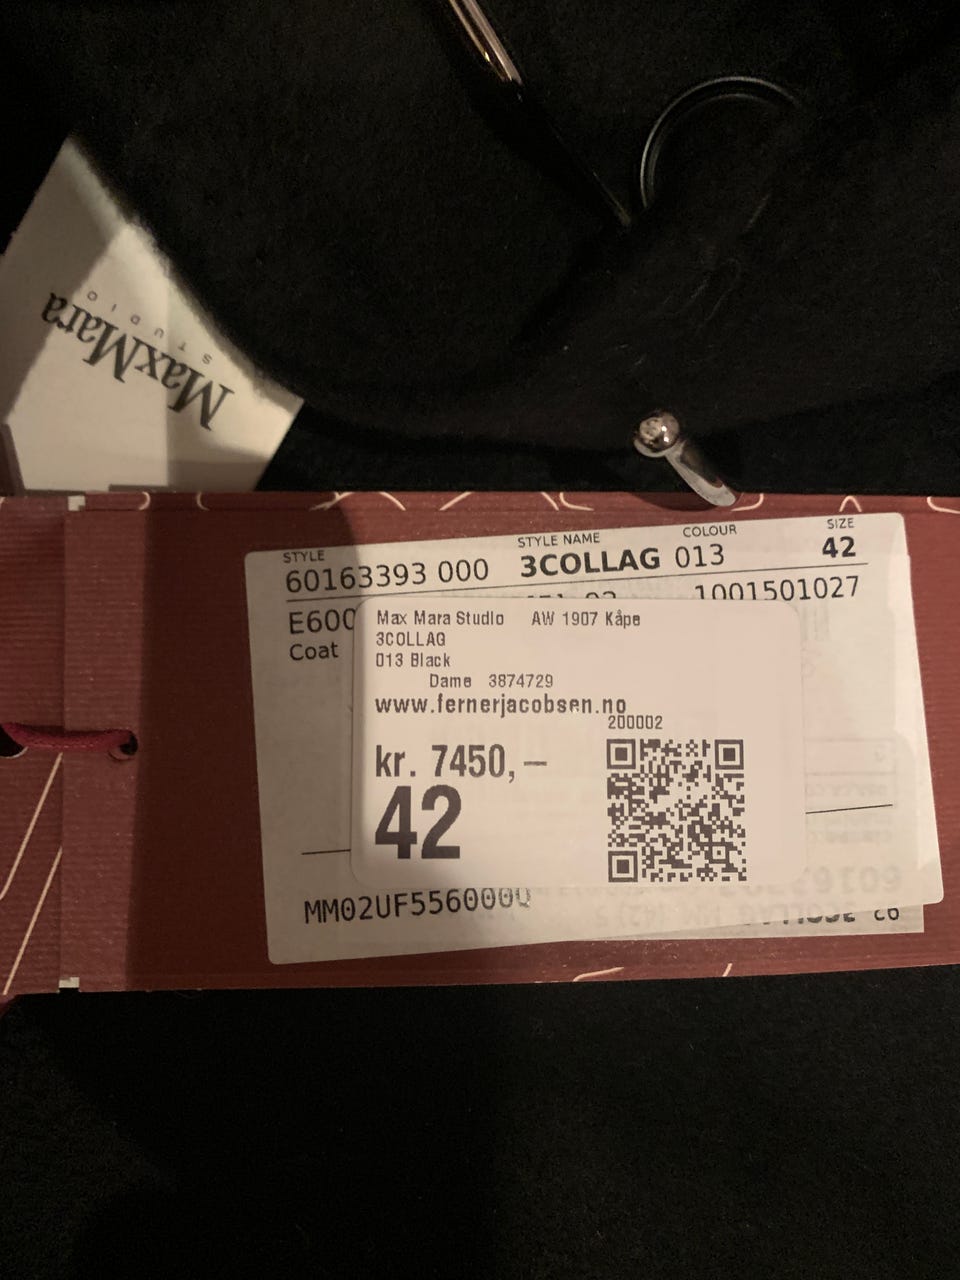 MaxMara
STUDIO
STYLE STYLE NAME COLOUR SIZE
60163393 000 3COLLAG 013 42
1001501027
E600
Coat
Max Mara Studio AW 1907 Kåpe
3COLLAG
013 Black
Dame 3874729
www.fernerjacobsen.no
200002
kr. 7450,–
42
MM02UF556000Q